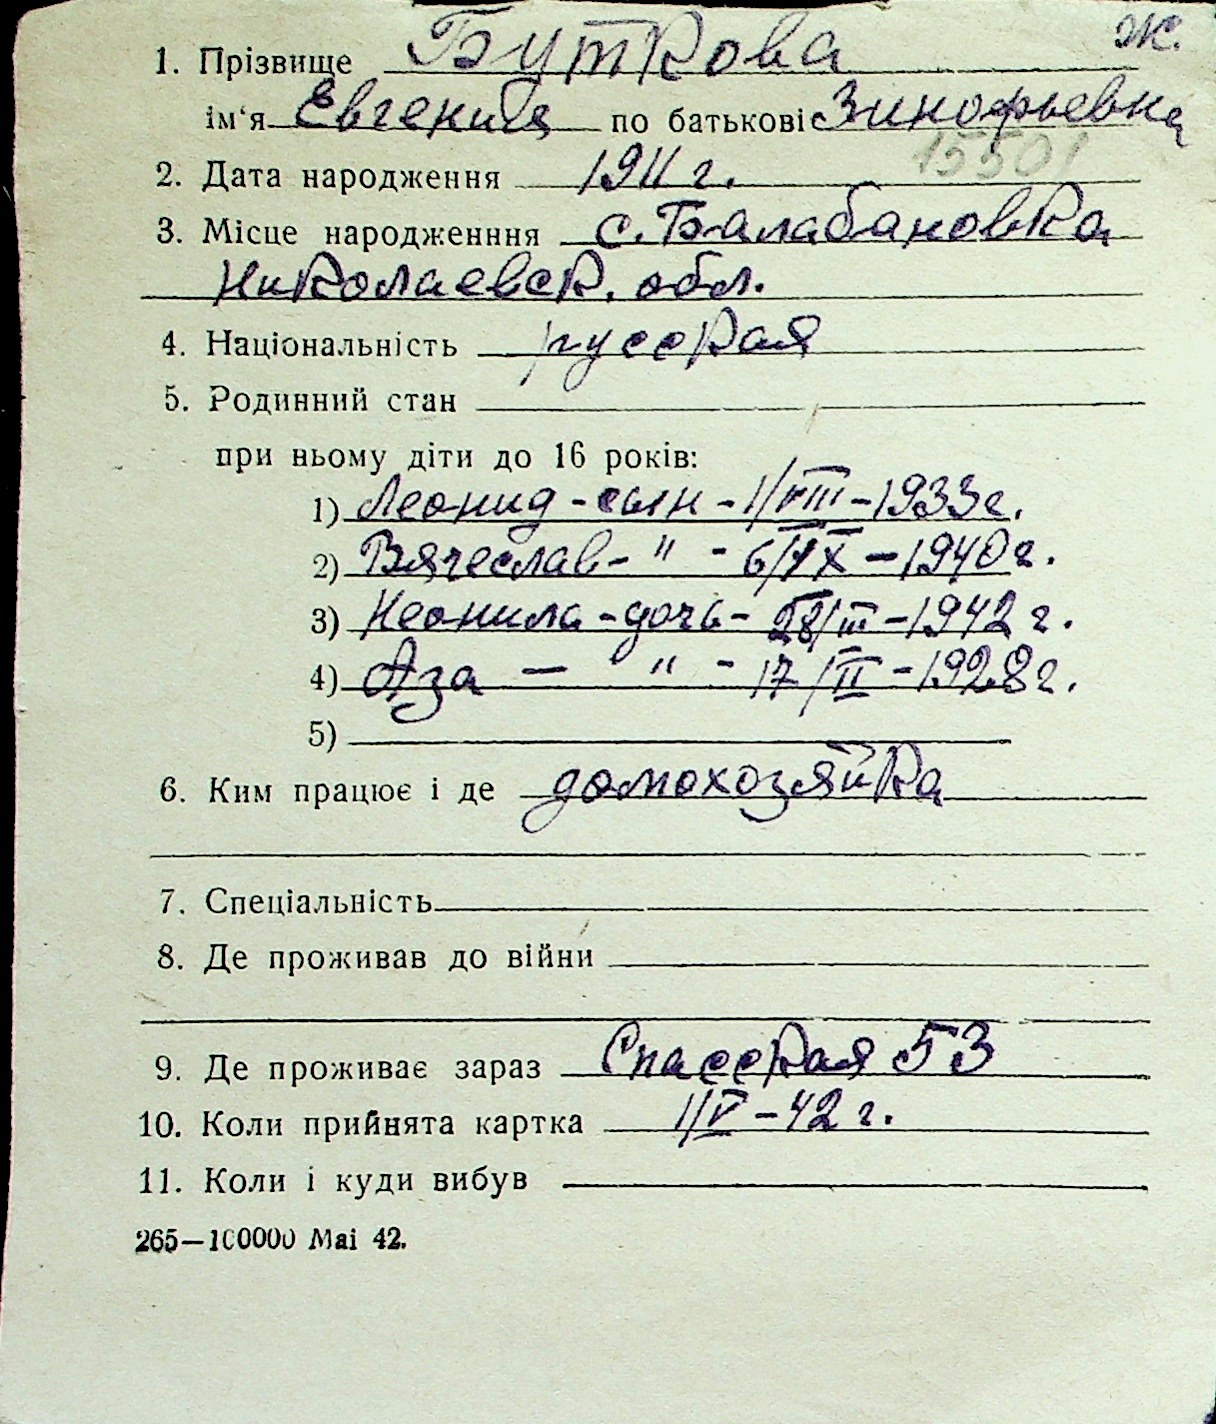 Ж.
1. Прізвище Буткова
ім'я Евгения по батькові Зинофьевна
15501
2. Дата народження 1911 г.
3. Місце народженння с. Балабановка
Николаевск. обл.
4. Національність русская
5. Родинний стан
при ньому діти до 16 років:
1) Леонид - сын - 1/VIII - 1933 г.
2) Вячеслав - " - 6/IX - 1940 г.
3) Неонила - дочь - 28/III - 1942 г.
4) Аза - " - 17/II - 1928 г.
5)
6. Ким працює і де домохозяйка
7. Спеціальність
8. Де проживав до війни
9. Де проживає зараз Спасская 53
10. Коли прийнята картка 1/V - 42 г.
11. Коли і куди вибув
265—100000 Маі 42.